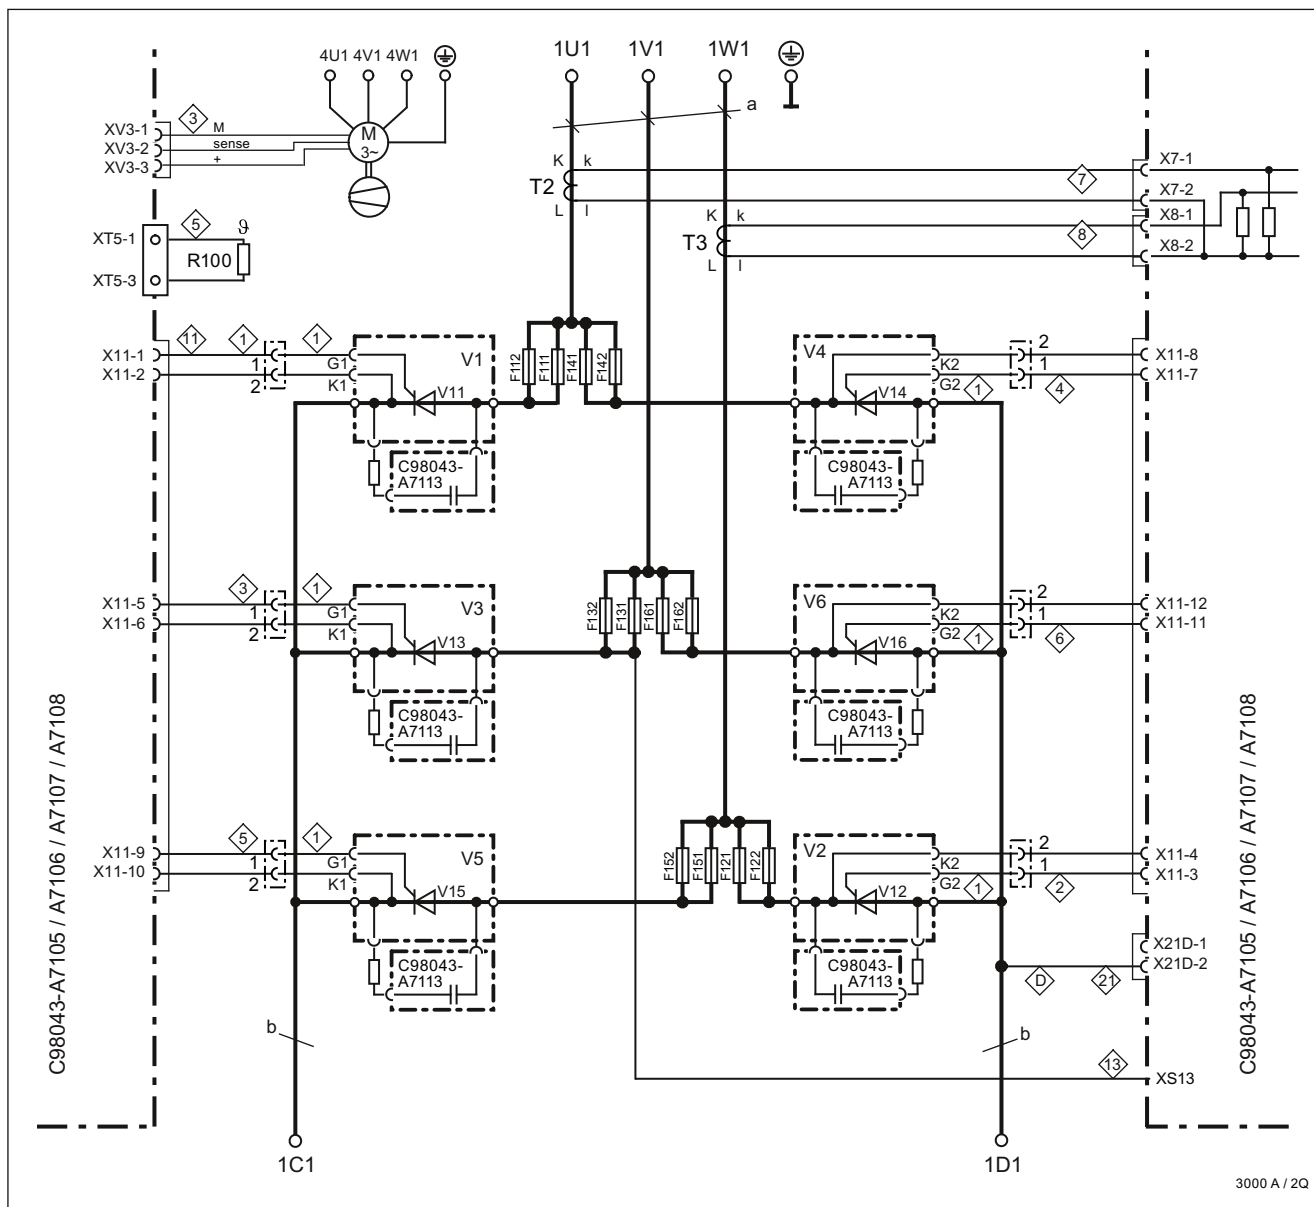 4U1 4V1 4W1
1U1 1V1 1W1
a
3
XV3-1 M
XV3-2 sense
XV3-3 +
M
3~
K k
T2
L l
7
X7-1
X7-2
K k
T3
L l
8
X8-1
X8-2
5 ϑ
XT5-1
R100
XT5-3
11 1 1
X11-1
X11-2
1
2
G1
K1
V1
V11
C98043-
A7113
F112 F111 F141 F142
V4
V14
K2
G2
1
2
1
4
X11-8
X11-7
C98043-
A7113
3 1
X11-5
X11-6
1
2
G1
K1
V3
V13
C98043-
A7113
F132 F131 F161 F162
V6
V16
K2
G2
1
2
1
6
X11-12
X11-11
C98043-
A7113
5 1
X11-9
X11-10
1
2
G1
K1
V5
V15
C98043-
A7113
F152 F151 F121 F122
V2
V12
K2
G2
1
2
1
2
X11-4
X11-3
C98043-
A7113
X21D-1
X21D-2
D 21
b
b
13
XS13
C98043-A7105 / A7106 / A7107 / A7108
C98043-A7105 / A7106 / A7107 / A7108
1C1
1D1
3000 A / 2Q